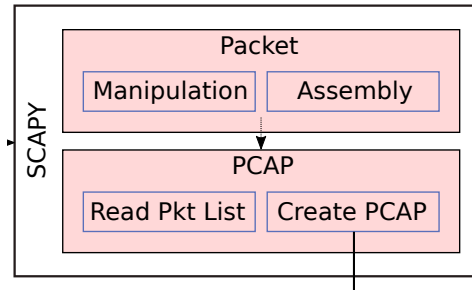 SCAPY
Packet
Manipulation
Assembly
PCAP
Read Pkt List
Create PCAP